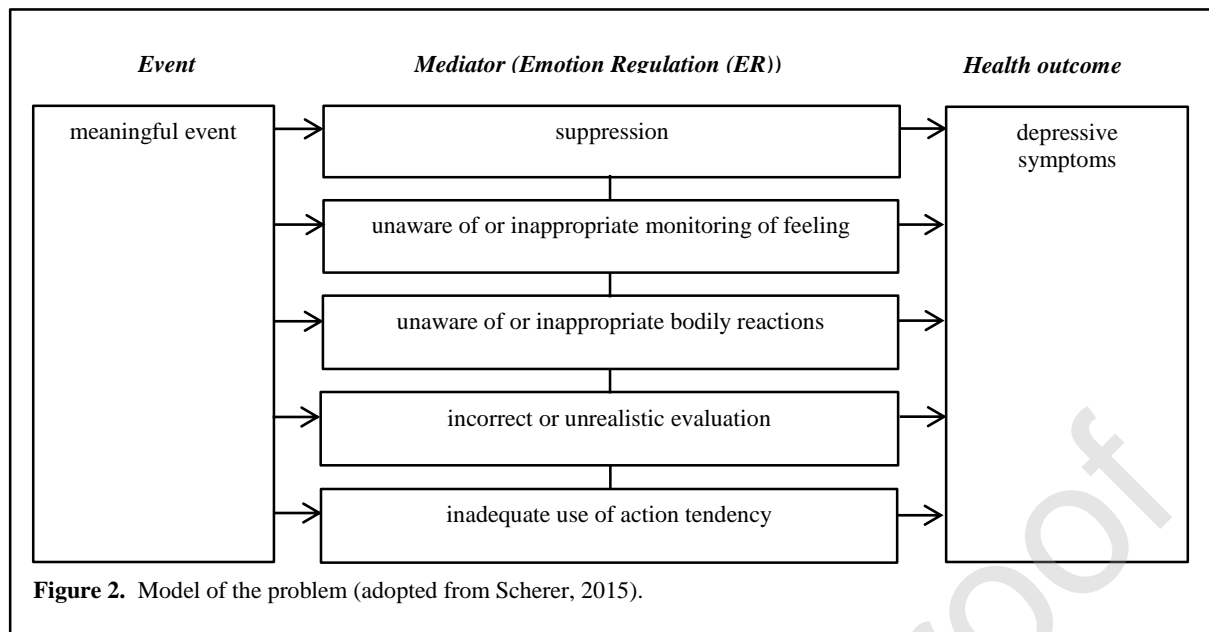 Event Mediator (Emotion Regulation (ER)) Health outcome
meaningful event suppression depressive
symptoms
unaware of or inappropriate monitoring of feeling
unaware of or inappropriate bodily reactions
incorrect or unrealistic evaluation
inadequate use of action tendency
Figure 2. Model of the problem (adopted from Scherer, 2015).
roof